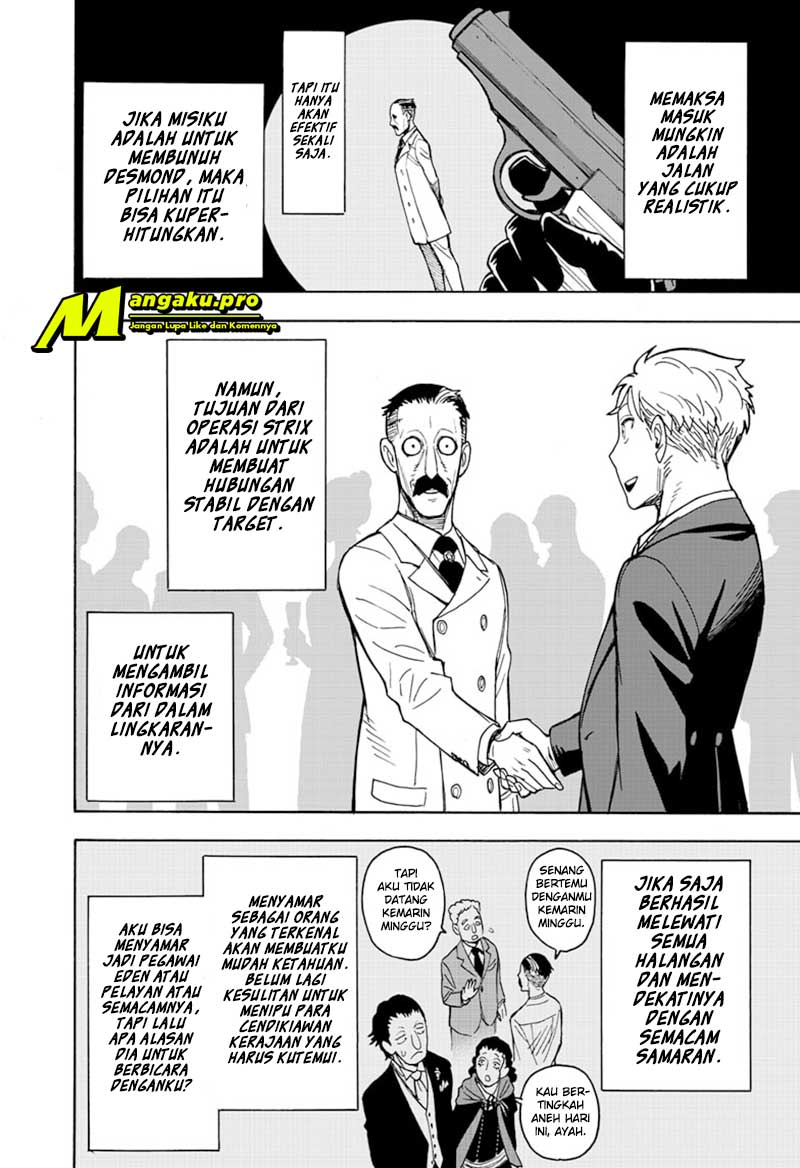 MEMAKSA
MASUK
MUNGKIN
ADALAH
JALAN
YANG CUKUP
REALISTIK.
TAPI ITU
HANYA
AKAN
EFEKTIF
SEKALI
SAJA.
JIKA MISIKU
ADALAH UNTUK
MEMBUNUH
DESMOND, MAKA
PILIHAN ITU
BISA KUPER-
HITUNGKAN.
Mangaku.pro
Jangan Lupa Like dan Komennya
NAMUN,
TUJUAN DARI
OPERASI STRIX
ADALAH UNTUK
MEMBUAT
HUBUNGAN
STABIL DENGAN
TARGET.
UNTUK
MENGAMBIL
INFORMASI
DARI DALAM
LINGKARAN-
NYA.
JIKA SAJA
BERHASIL
MELEWATI
SEMUA
HALANGAN
DAN MEN-
DEKATINYA
DENGAN
SEMACAM
SAMARAN.
SENANG
BERTEMU
DENGANMU
KEMARIN
MINGGU.
TAPI
AKU TIDAK
DATANG
KEMARIN
MINGGU?
KAU BER-
TINGKAH
ANEH HARI
INI, AYAH.
MENYAMAR
SEBAGAI ORANG
YANG TERKENAL
AKAN MEMBUATKU
MUDAH KETAHUAN.
BELUM LAGI
KESULITAN UNTUK
MENIPU PARA
CENDIKIAWAN
KERAJAAN YANG
HARUS KUTEMUI.
AKU BISA
MENYAMAR
JADI PEGAWAI
EDEN ATAU
PELAYAN ATAU
SEMACAMNYA,
TAPI LALU
APA ALASAN
DIA UNTUK
BERBICARA
DENGANKU?